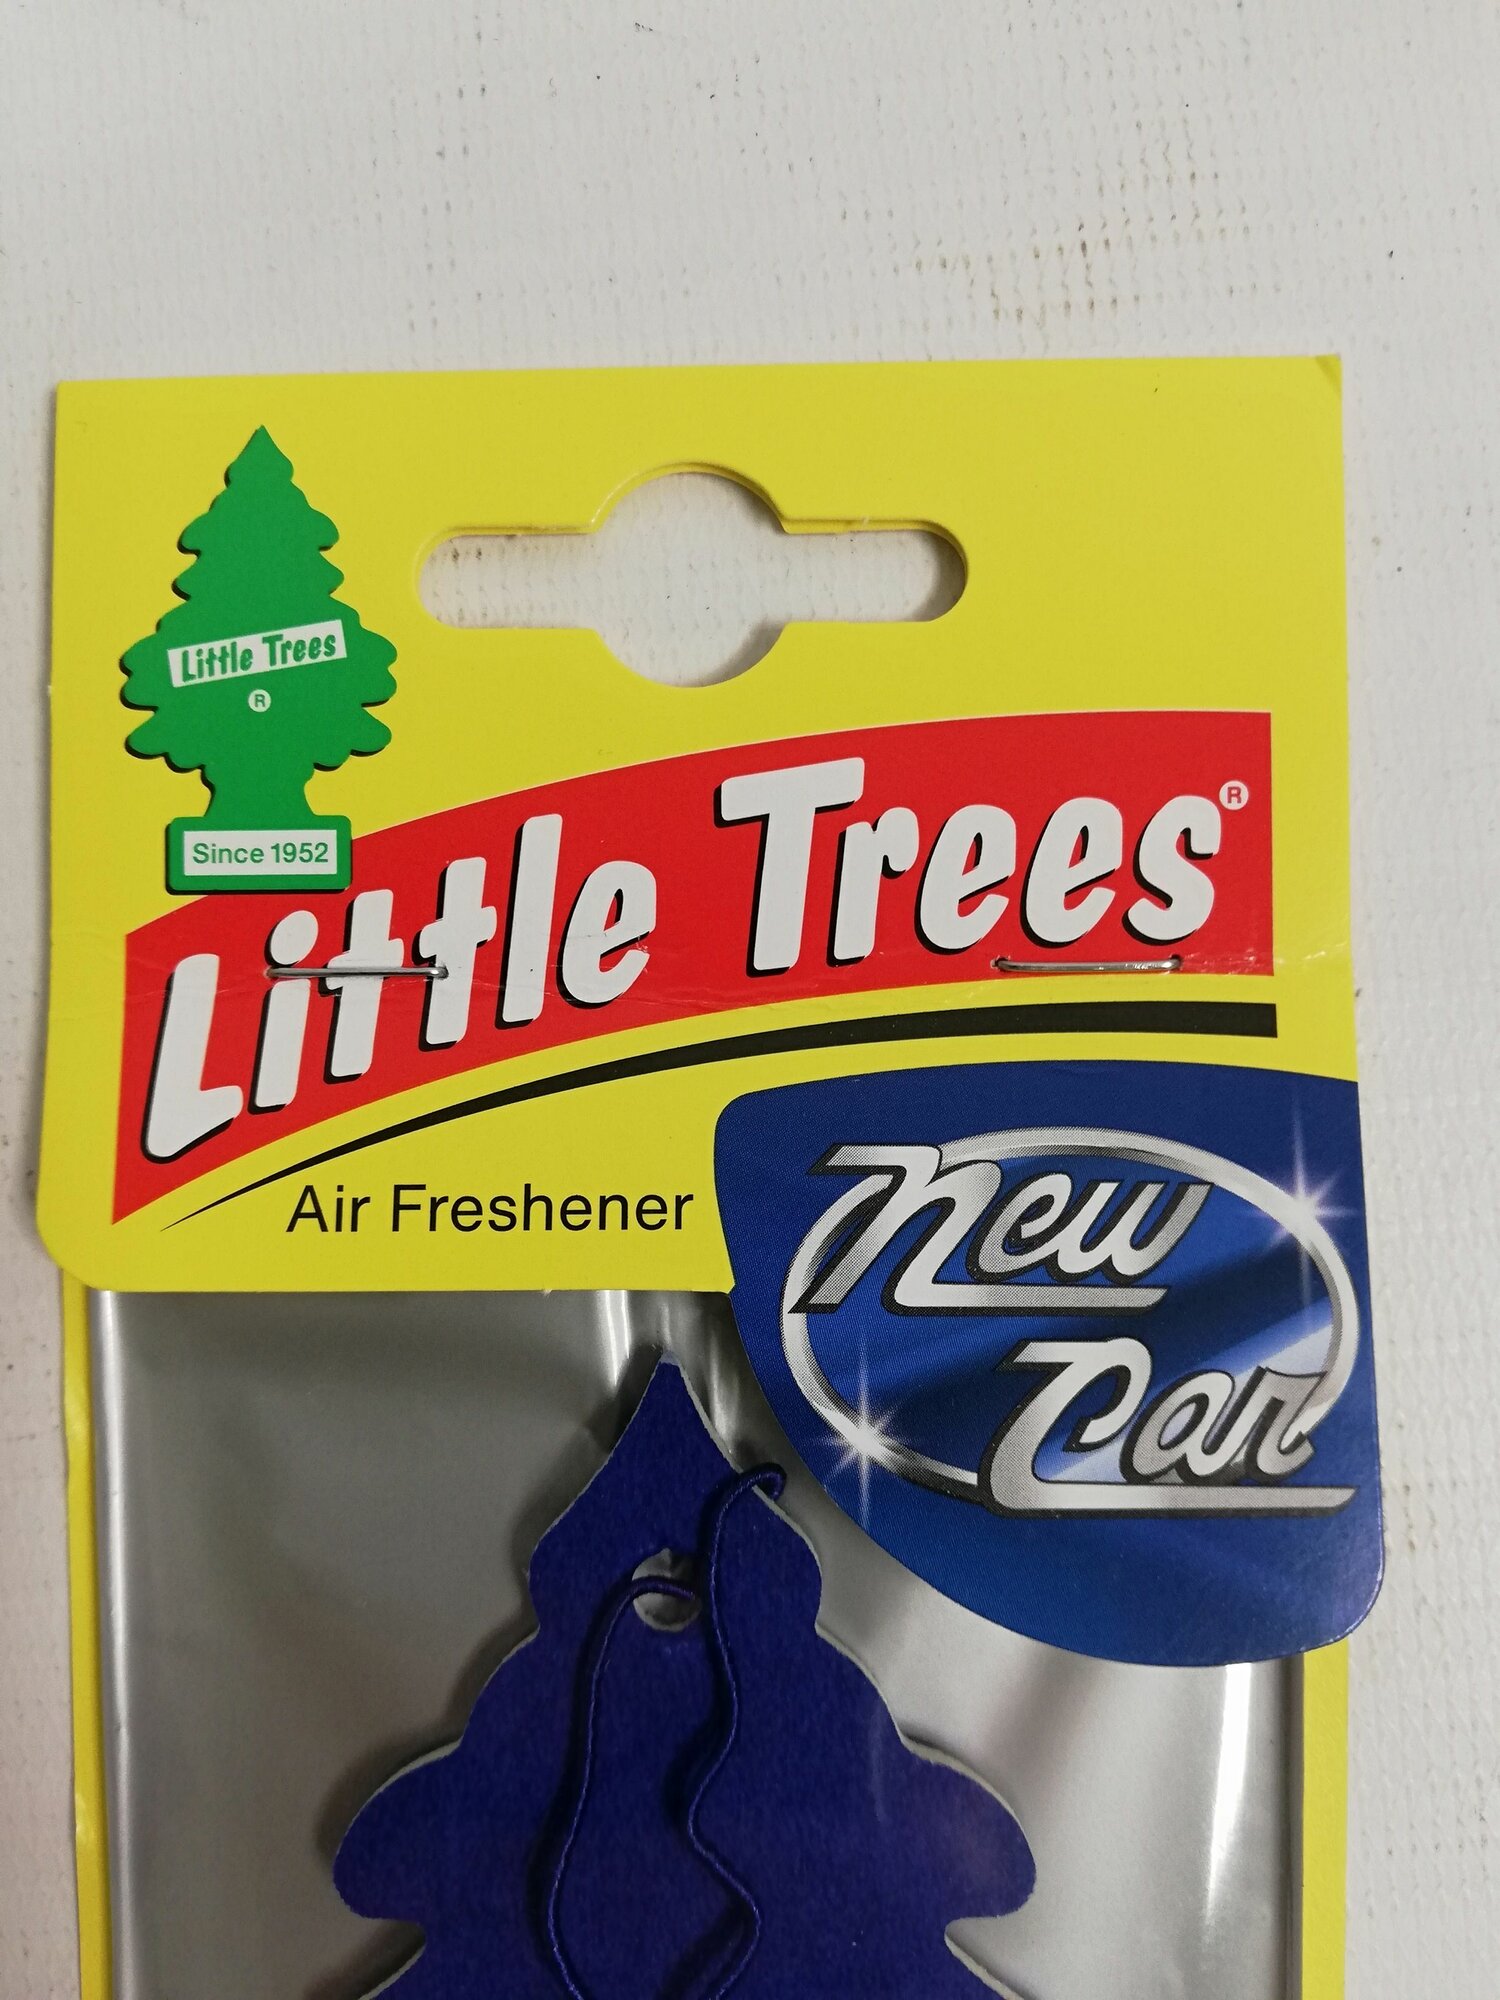 Little Trees
®
Since 1952
Little Trees®
Air Freshener
New
Car